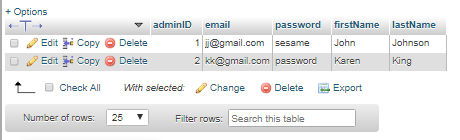 + Options
adminID email password firstName lastName
Edit Copy Delete 1 jj@gmail.com sesame John Johnson
Edit Copy Delete 2 kk@gmail.com password Karen King
Check All With selected: Change Delete Export
Number of rows: 25 Filter rows: Search this table